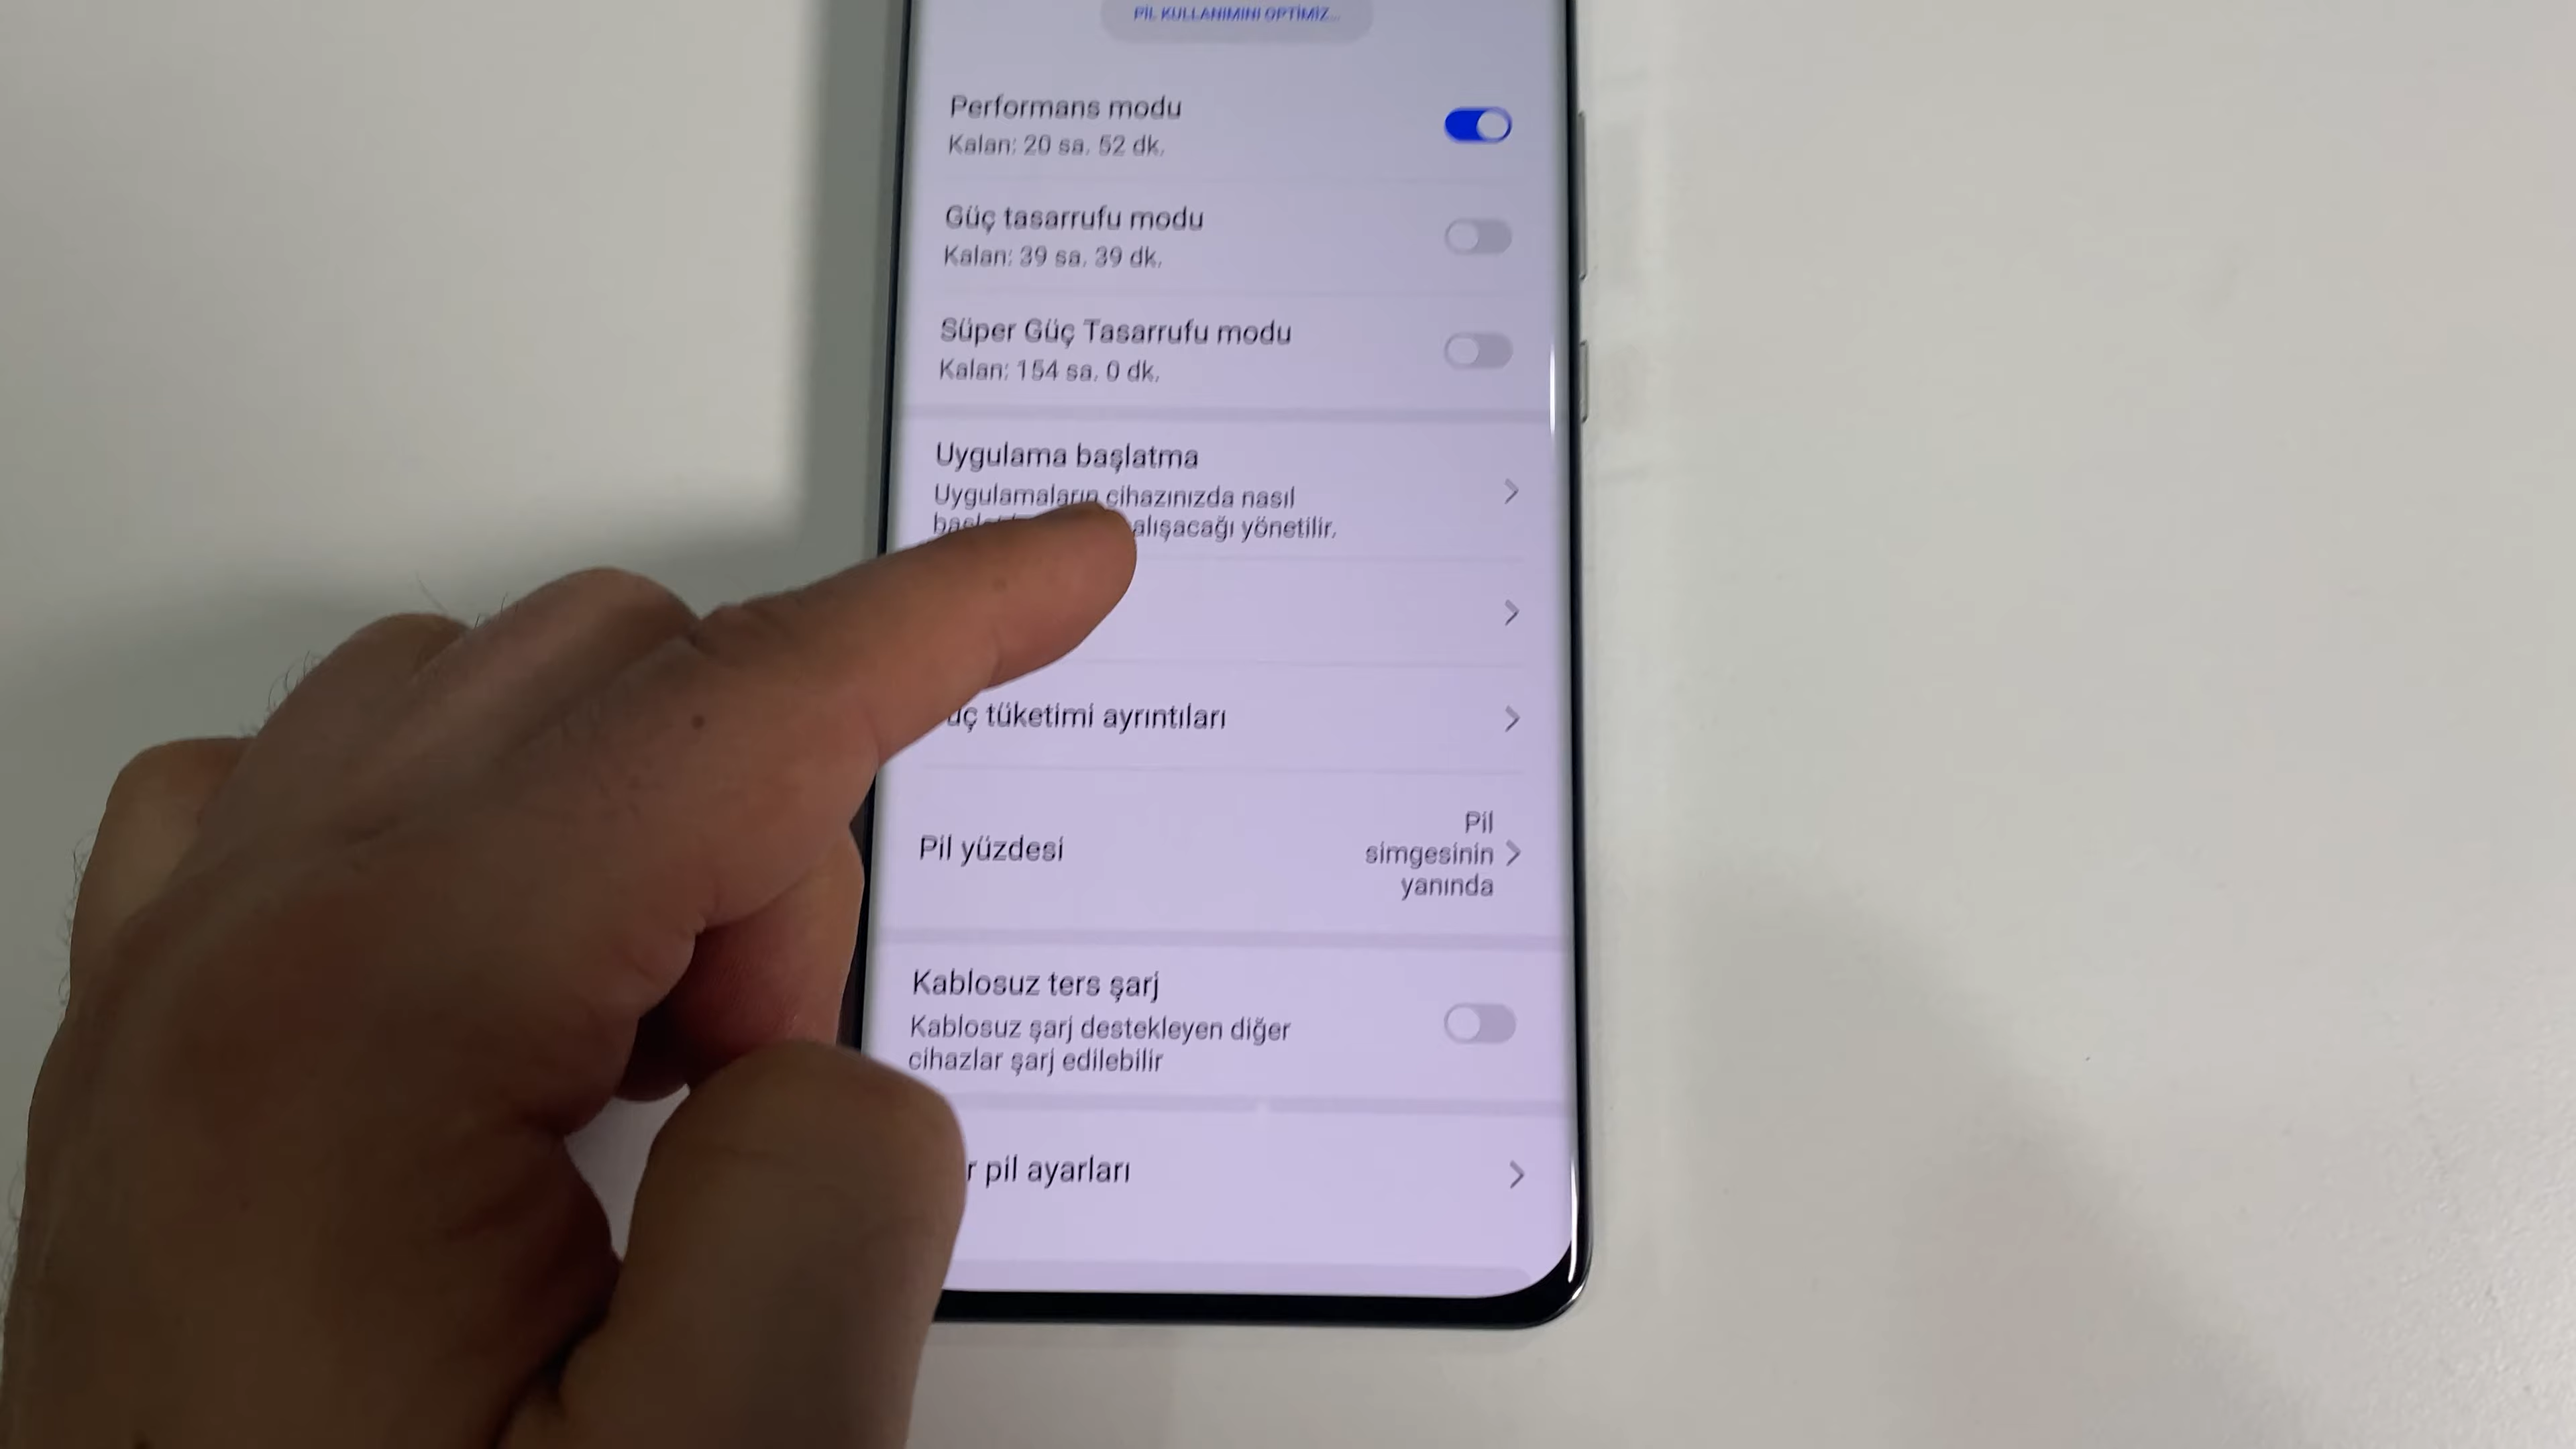 PİL KULLANIMINI OPTİMİZ...
Performans modu
Kalan: 20 sa. 52 dk.
Güç tasarrufu modu
Kalan: 39 sa. 39 dk.
Süper Güç Tasarrufu modu
Kalan: 154 sa. 0 dk.
Uygulama başlatma
Uygulamaların cihazınızda nasıl
yönetilir.
tüketimi ayrıntıları
Pil yüzdesi
Pil
simgesinin
yanında
Kablosuz ters şarj
Kablosuz şarj destekleyen diğer
cihazlar şarj edilebilir
pil ayarları